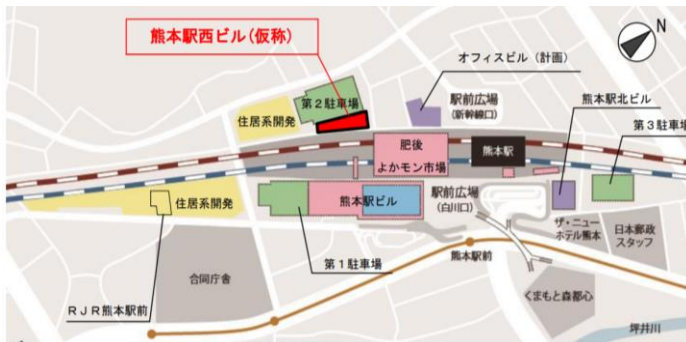 熊本駅西ビル(仮称)
N
オフィスビル（計画）
第２駐車場
駅前広場
（新幹線口）
熊本駅北ビル
住居系開発
第３駐車場
肥後
よかモン市場
熊本駅
住居系開発
熊本駅ビル
駅前広場
（白川口）
ザ・ニュー
ホテル熊本
日本郵政
スタッフ
第１駐車場
熊本駅前
合同庁舎
くまもと森都心
ＲＪＲ熊本駅前
坪井川